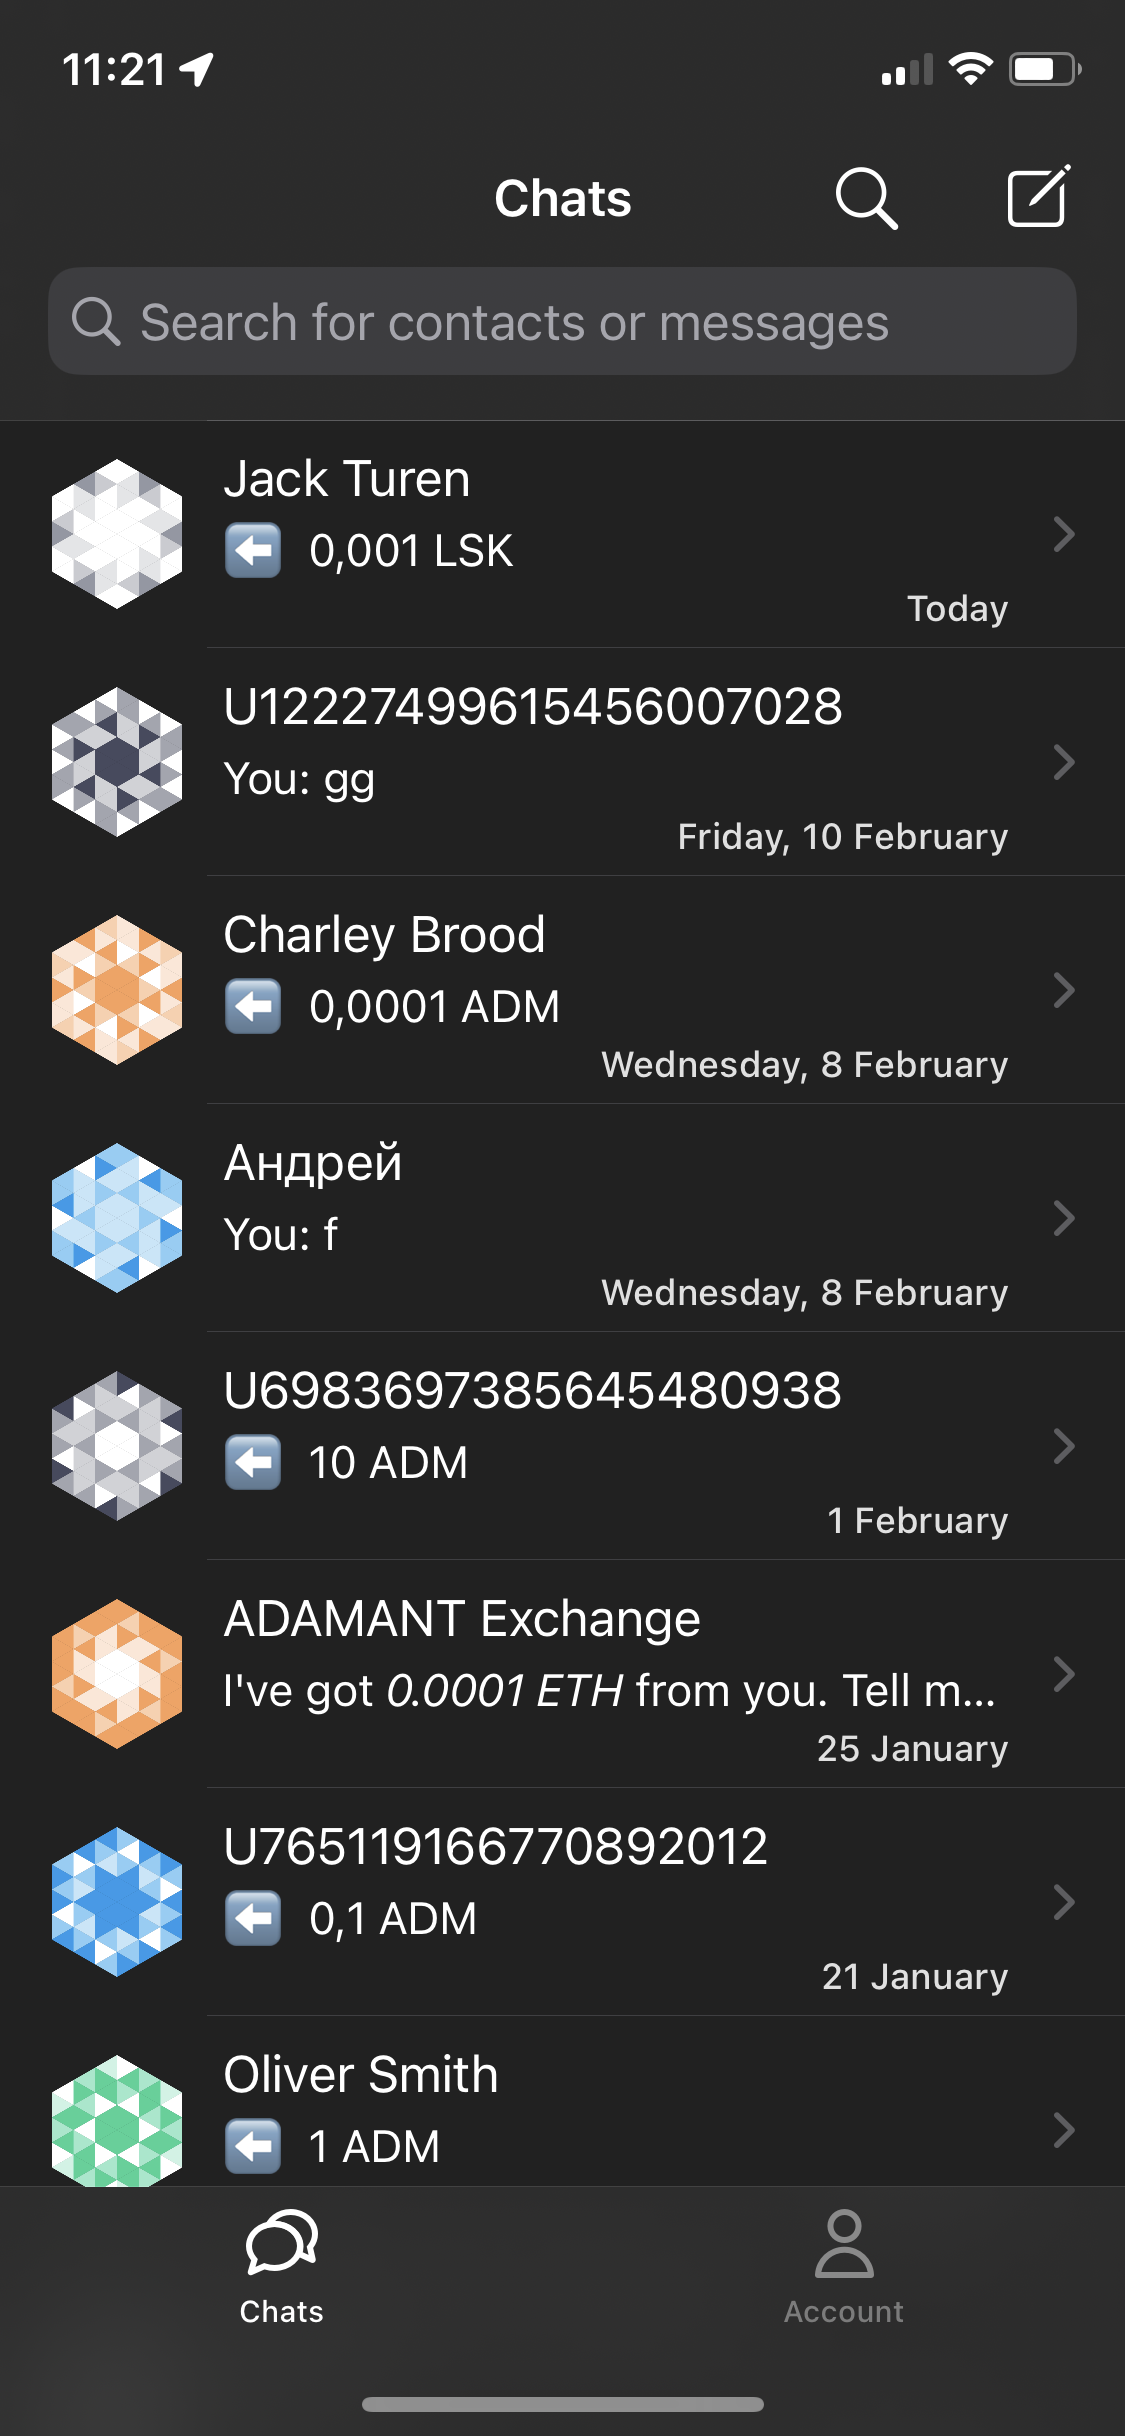 11:21
Chats
Search for contacts or messages
Jack Turen
⬅️ 0,001 LSK
Today
U12227499615456007028
You: gg
Friday, 10 February
Charley Brood
⬅️ 0,0001 ADM
Wednesday, 8 February
Андрей
You: f
Wednesday, 8 February
U6983697385645480938
⬅️ 10 ADM
1 February
ADAMANT Exchange
I've got 0.0001 ETH from you. Tell m...
25 January
U765119166770892012
⬅️ 0,1 ADM
21 January
Oliver Smith
⬅️ 1 ADM
Chats
Account